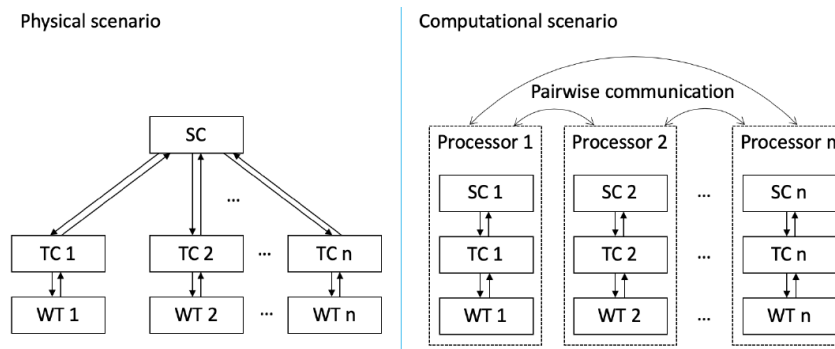 Physical scenario
SC
...
TC 1
TC 2
...
TC n
WT 1
WT 2
...
WT n
Computational scenario
Pairwise communication
Processor 1
Processor 2
Processor n
SC 1
SC 2
...
SC n
TC 1
TC 2
...
TC n
WT 1
WT 2
...
WT n